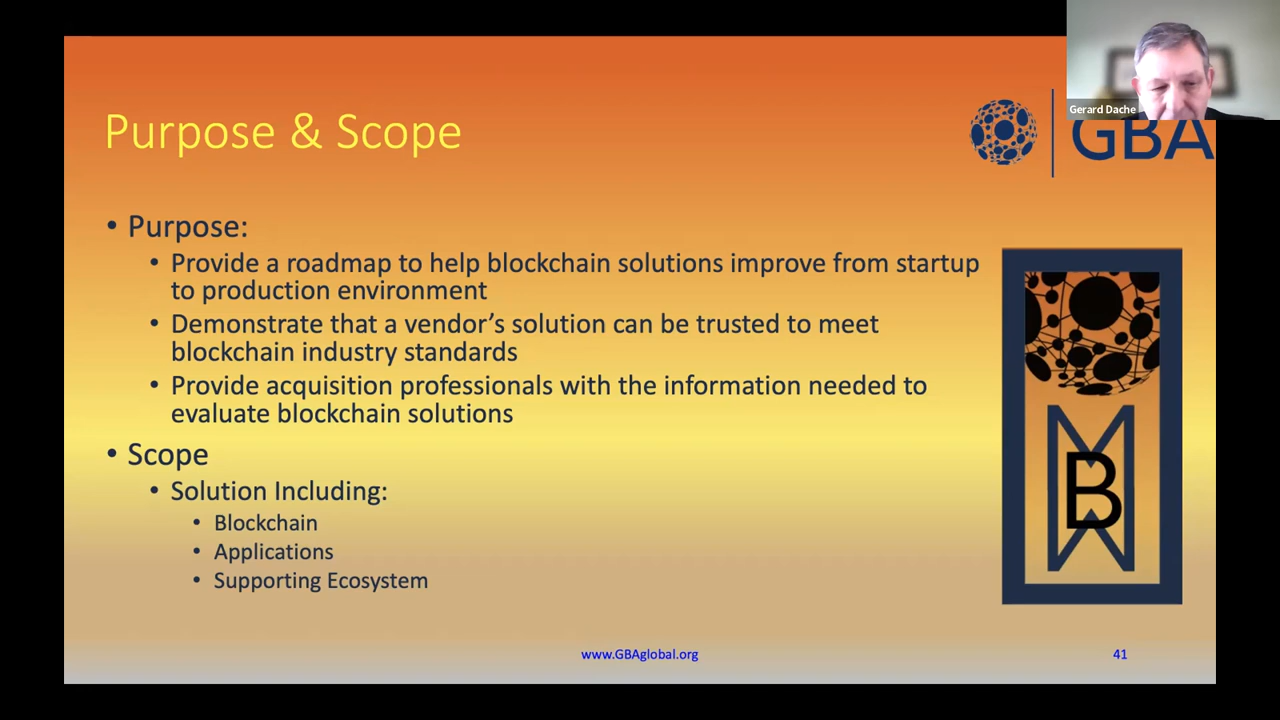 Gerard Dache
Purpose & Scope
GBA
• Purpose:
• Provide a roadmap to help blockchain solutions improve from startup
to production environment
• Demonstrate that a vendor’s solution can be trusted to meet
blockchain industry standards
• Provide acquisition professionals with the information needed to
evaluate blockchain solutions
• Scope
• Solution Including:
• Blockchain
• Applications
• Supporting Ecosystem
B
www.GBAglobal.org
41